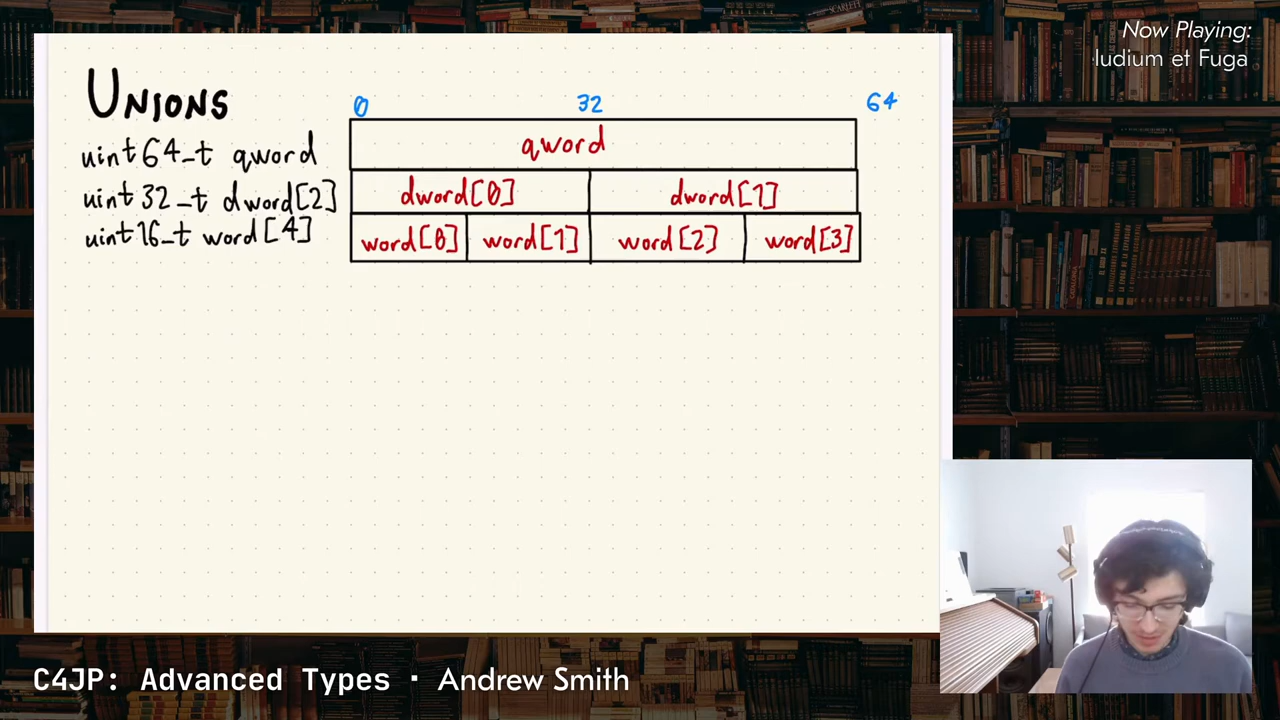 Now Playing:
ludium et Fuga
UNIONS
0 32 64
uint64_t qword
qword
uint32_t dword[2]
dword[0] dword[1]
uint16_t word[4]
word[0] word[1] word[2] word[3]
C4JP: Advanced Types · Andrew Smith